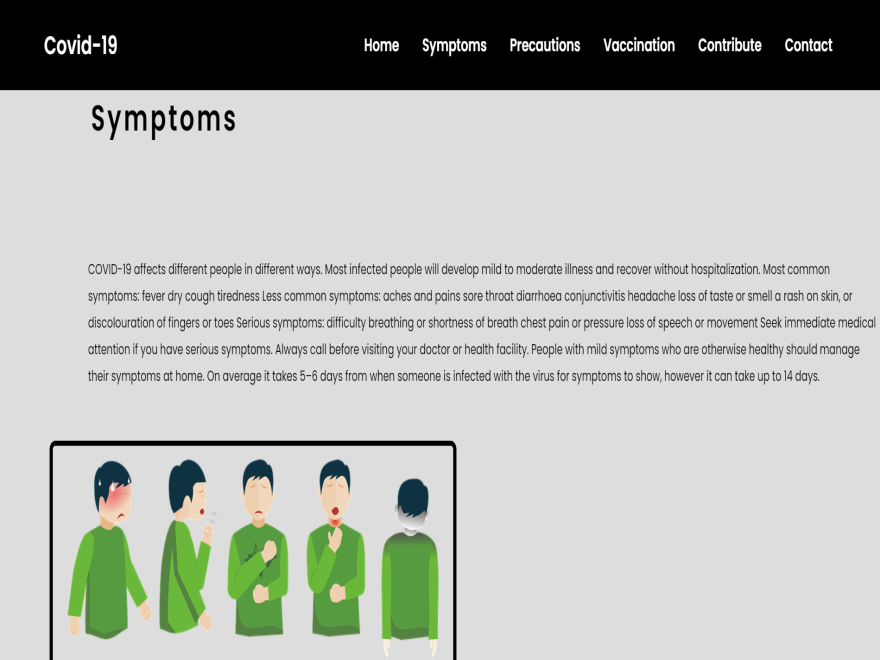 Covid-19
Home Symptoms Precautions Vaccination Contribute Contact
Symptoms
COVID-19 affects different people in different ways. Most infected people will develop mild to moderate illness and recover without hospitalization. Most common
symptoms: fever dry cough tiredness Less common symptoms: aches and pains sore throat diarrhoea conjunctivitis headache loss of taste or smell a rash on skin, or
discolouration of fingers or toes Serious symptoms: difficulty breathing or shortness of breath chest pain or pressure loss of speech or movement Seek immediate medical
attention if you have serious symptoms. Always call before visiting your doctor or health facility. People with mild symptoms who are otherwise healthy should manage
their symptoms at home. On average it takes 5–6 days from when someone is infected with the virus for symptoms to show, however it can take up to 14 days.